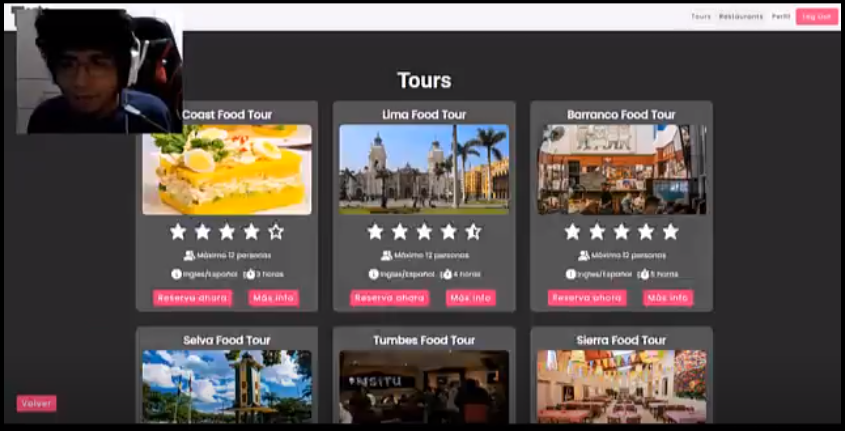 Tours Restaurants Perfil Log Out
Tours
Coast Food Tour
Lima Food Tour
Barranco Food Tour
Máximo 12 personas
Máximo 12 personas
Máximo 12 personas
Ingles/Español 3 horas
Ingles/Español 4 horas
Ingles/Español 5 horas
Reserva ahora Más info
Reserva ahora Más info
Reserva ahora Más info
Selva Food Tour
Tumbes Food Tour
Sierra Food Tour
Volver